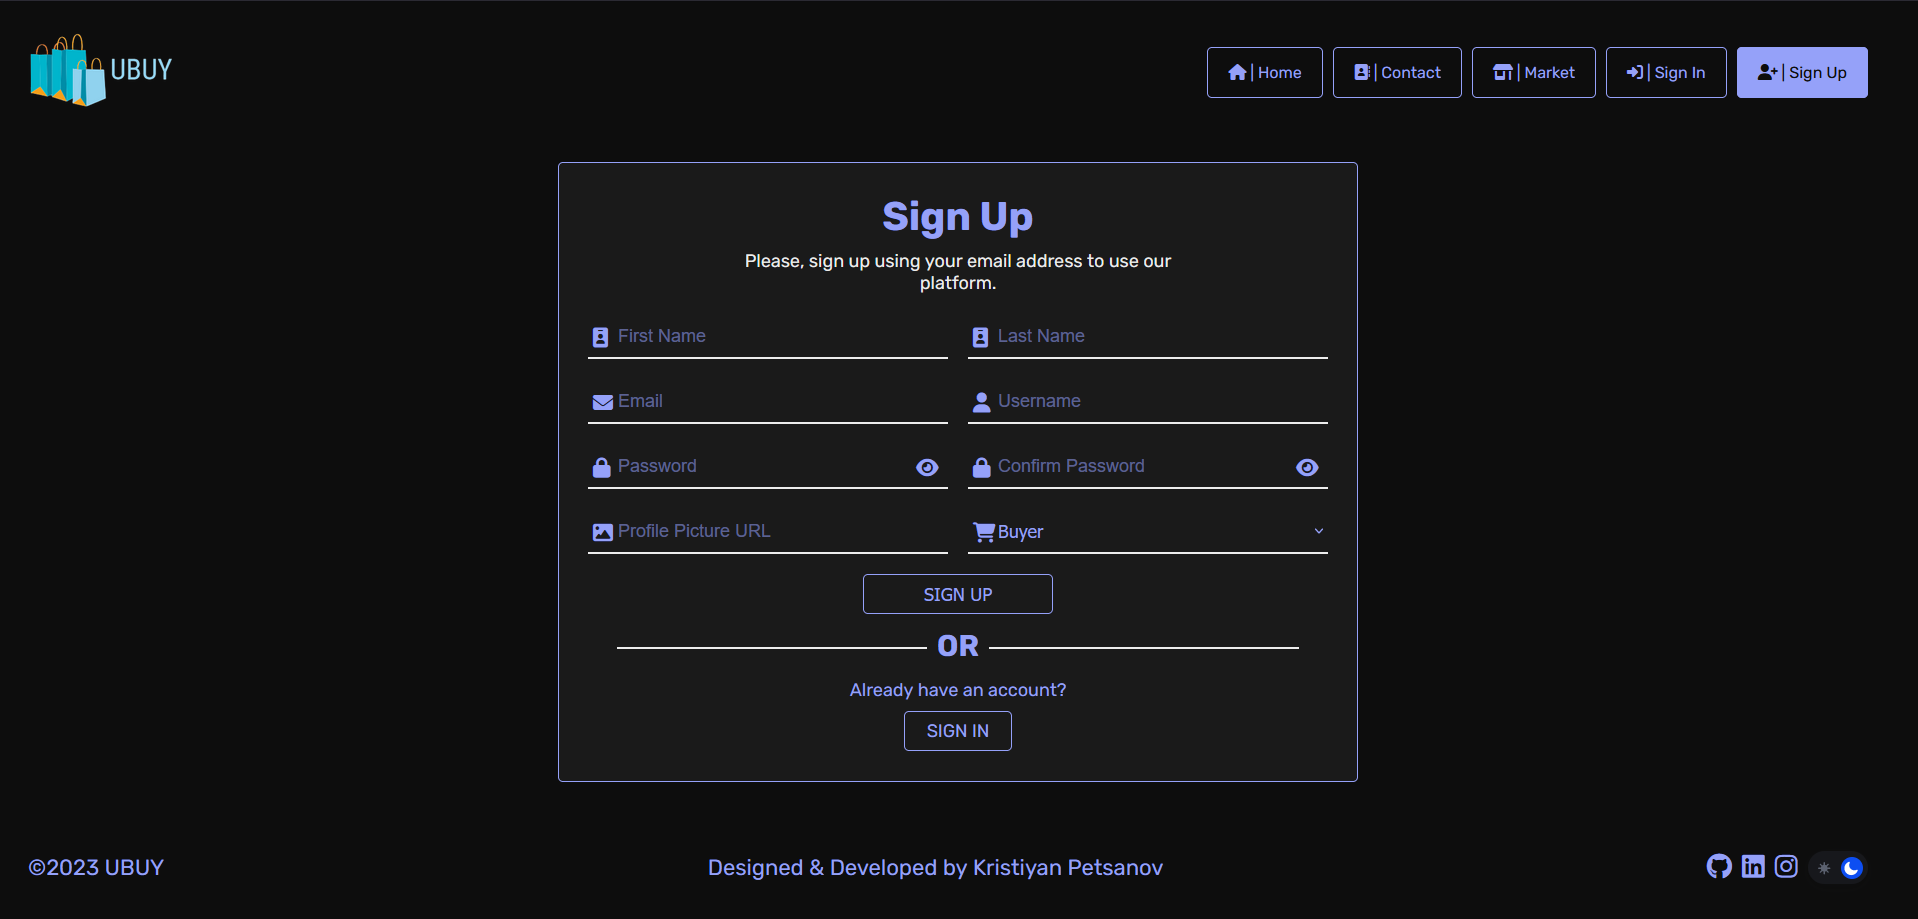 UBUY
| Home
| Contact
| Market
| Sign In
| Sign Up
Sign Up
Please, sign up using your email address to use our
platform.
First Name
Last Name
Email
Username
Password
Confirm Password
Profile Picture URL
Buyer
SIGN UP
OR
Already have an account?
SIGN IN
©2023 UBUY
Designed & Developed by Kristiyan Petsanov